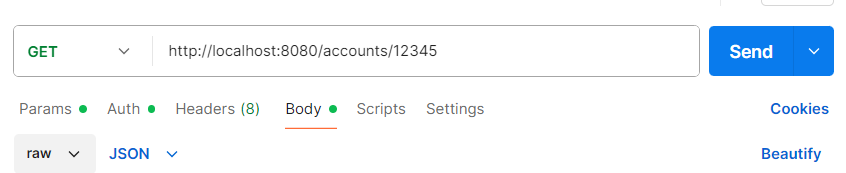 GET http://localhost:8080/accounts/12345 Send
Params Auth Headers (8) Body Scripts Settings Cookies
raw JSON Beautify